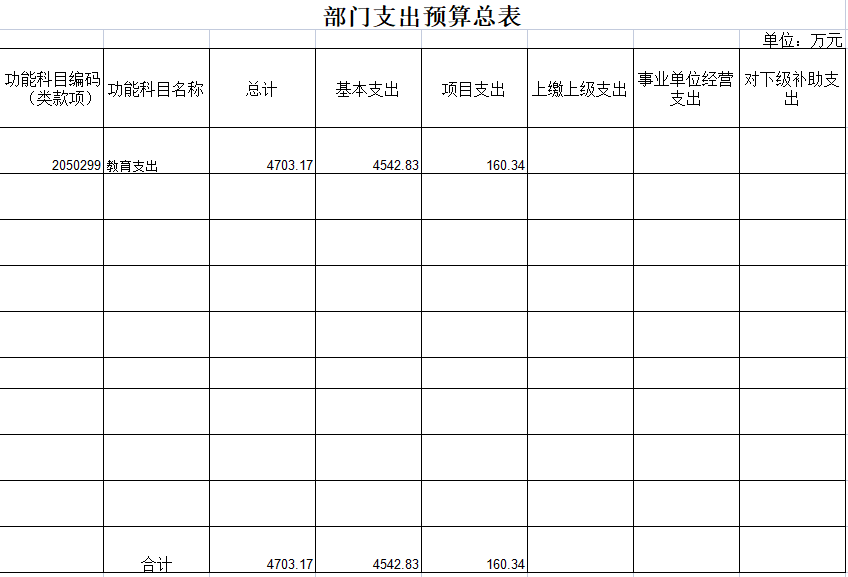 部门支出预算总表
单位：万元
功能科目编码
（类款项）
功能科目名称
总计
基本支出
项目支出
上缴上级支出
事业单位经营
支出
对下级补助支
出
2050299 教育支出 4703.17 4542.83 160.34
合计 4703.17 4542.83 160.34